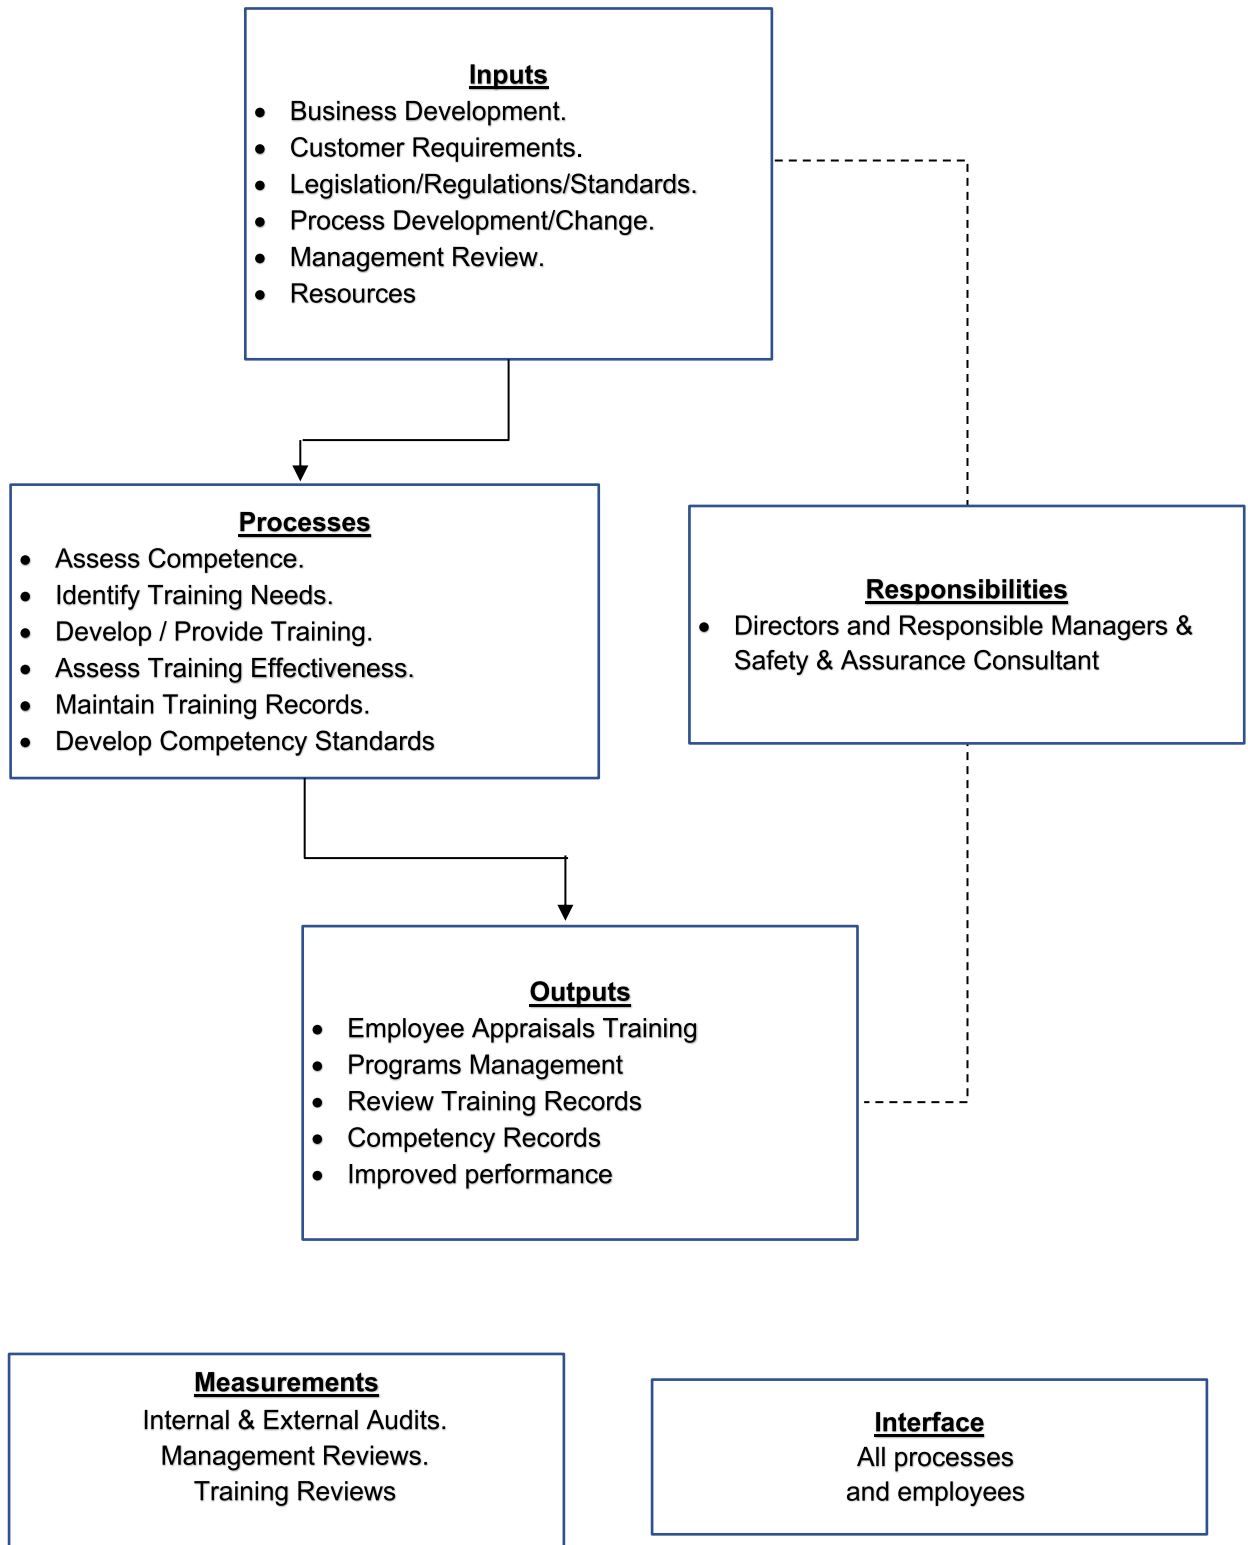 Inputs
• Business Development.
• Customer Requirements.
• Legislation/Regulations/Standards.
• Process Development/Change.
• Management Review.
• Resources
Processes
• Assess Competence.
• Identify Training Needs.
• Develop / Provide Training.
• Assess Training Effectiveness.
• Maintain Training Records.
• Develop Competency Standards
Responsibilities
• Directors and Responsible Managers &
Safety & Assurance Consultant
Outputs
• Employee Appraisals Training
• Programs Management
• Review Training Records
• Competency Records
• Improved performance
Measurements
Internal & External Audits.
Management Reviews.
Training Reviews
Interface
All processes
and employees